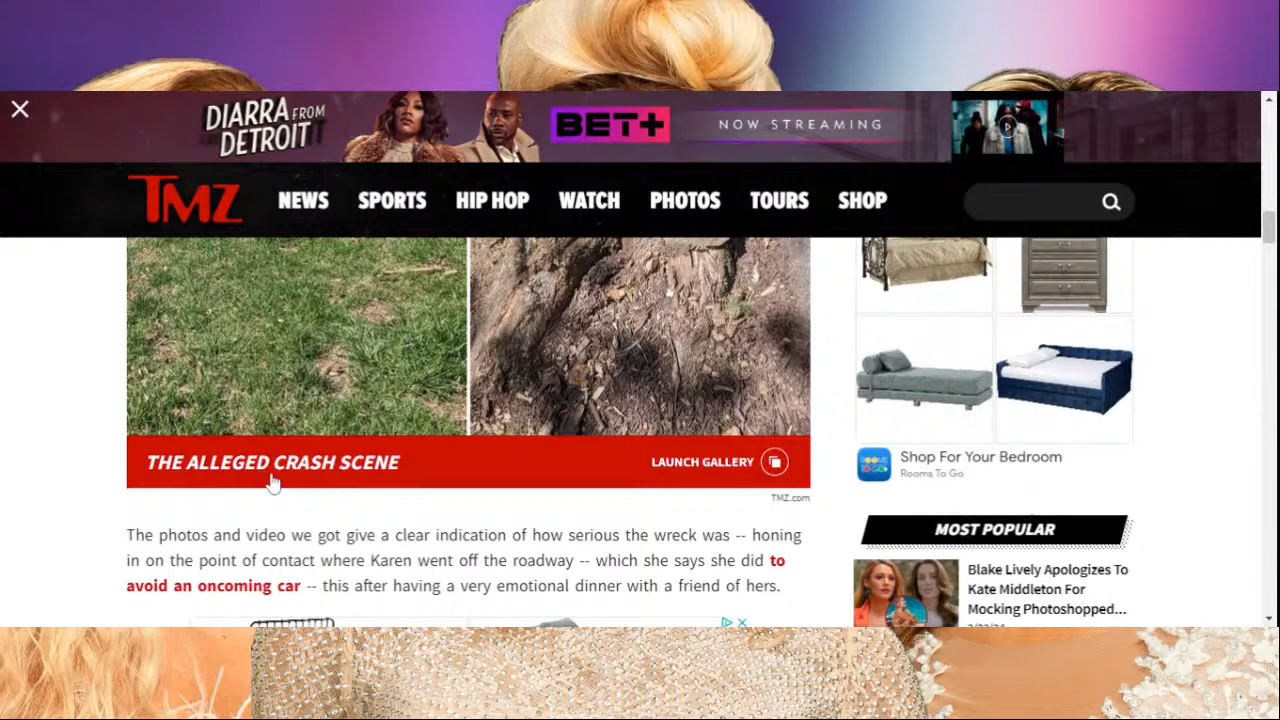 DIARRA FROM
DETROIT
BET+
NOW STREAMING
TMZ
NEWS
SPORTS
HIP HOP
WATCH
PHOTOS
TOURS
SHOP
THE ALLEGED CRASH SCENE
LAUNCH GALLERY
TMZ.com
The photos and video we got give a clear indication of how serious the wreck was -- honing
in on the point of contact where Karen went off the roadway -- which she says she did to
avoid an oncoming car -- this after having a very emotional dinner with a friend of hers.
ROOMS
TO GO
Shop For Your Bedroom
Rooms To Go
MOST POPULAR
Blake Lively Apologizes To
Kate Middleton For
Mocking Photoshopped...